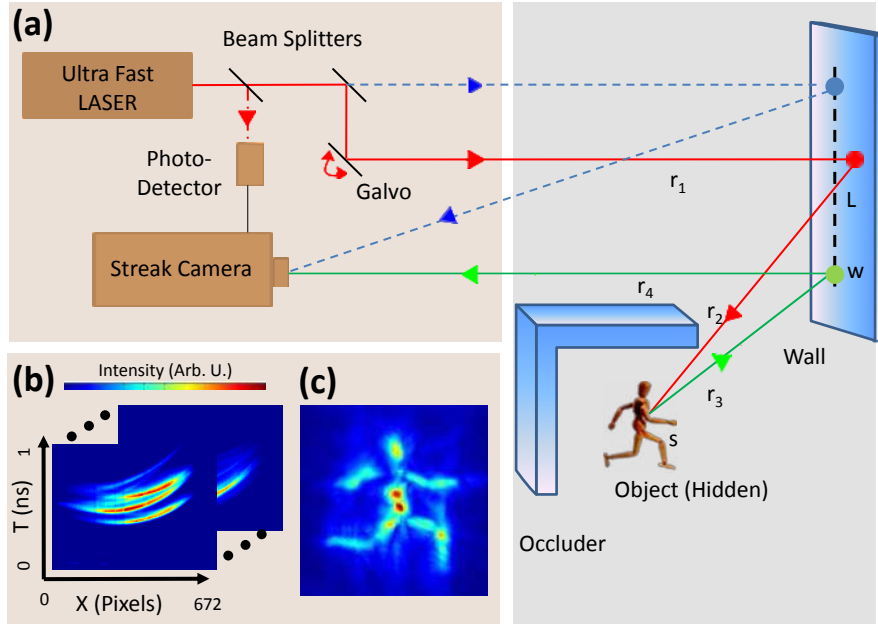 (a)
Beam Splitters
Ultra Fast
LASER
Photo-
Detector
Galvo
Streak Camera
r1
L
w
r4
r2
r3
Wall
s
Object (Hidden)
Occluder
(b)
Intensity (Arb. U.)
(c)
1
T (ns)
0
0
X (Pixels)
672